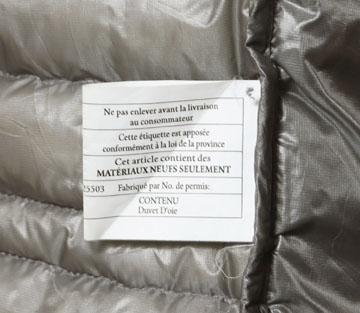 Ne pas enlever avant la livraison
au consommateur
Cette étiquette est apposée
conformément à la loi de la province
Cet article contient des
MATÉRIAUX NEUFS SEULEMENT
25503 Fabriqué par No. de permis:
CONTENU
Duvet D'oie